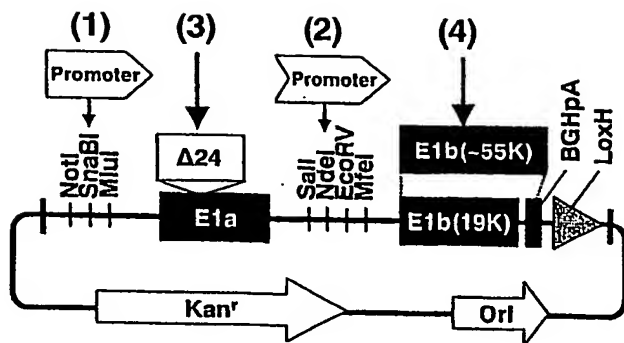 (1)
(3)
(2)
(4)
Promoter
Promoter
Δ24
E1b(~55K)
BGHpA
LoxH
NotI
SnaBI
MluI
SalI
NdeI
EcoRV
MfeI
E1a
E1b(19K)
Kanʳ
Ori